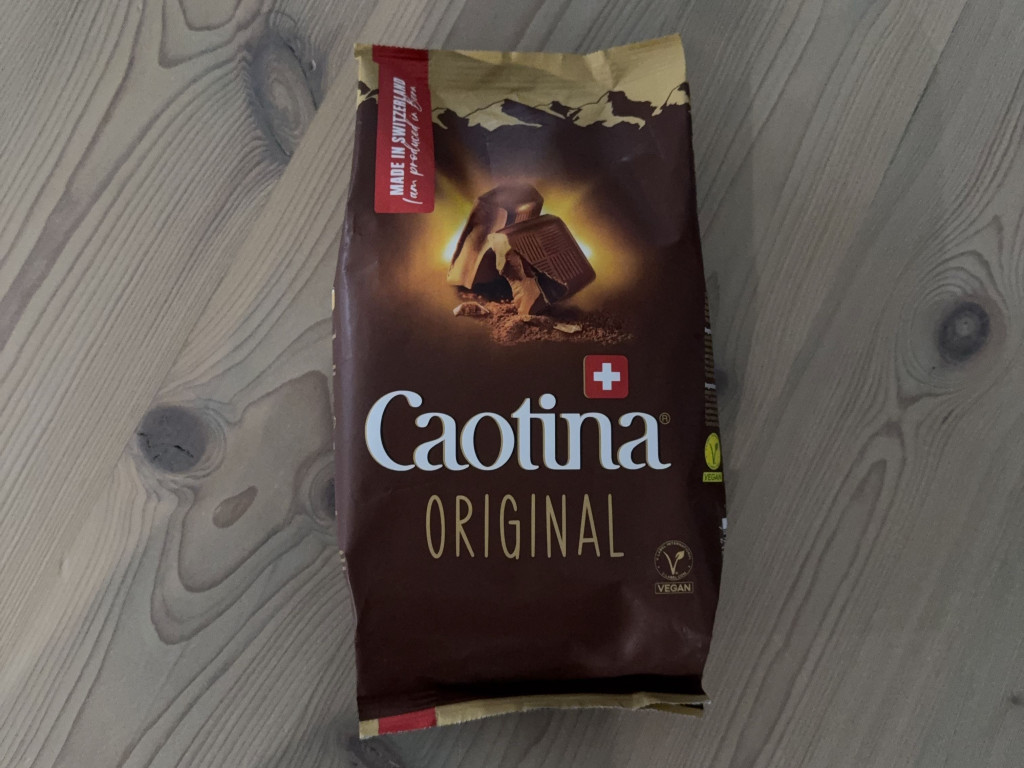 MADE IN SWITZERLAND
I am produced in Bern
Caotina®
ORIGINAL
VEGAN
VEGAN